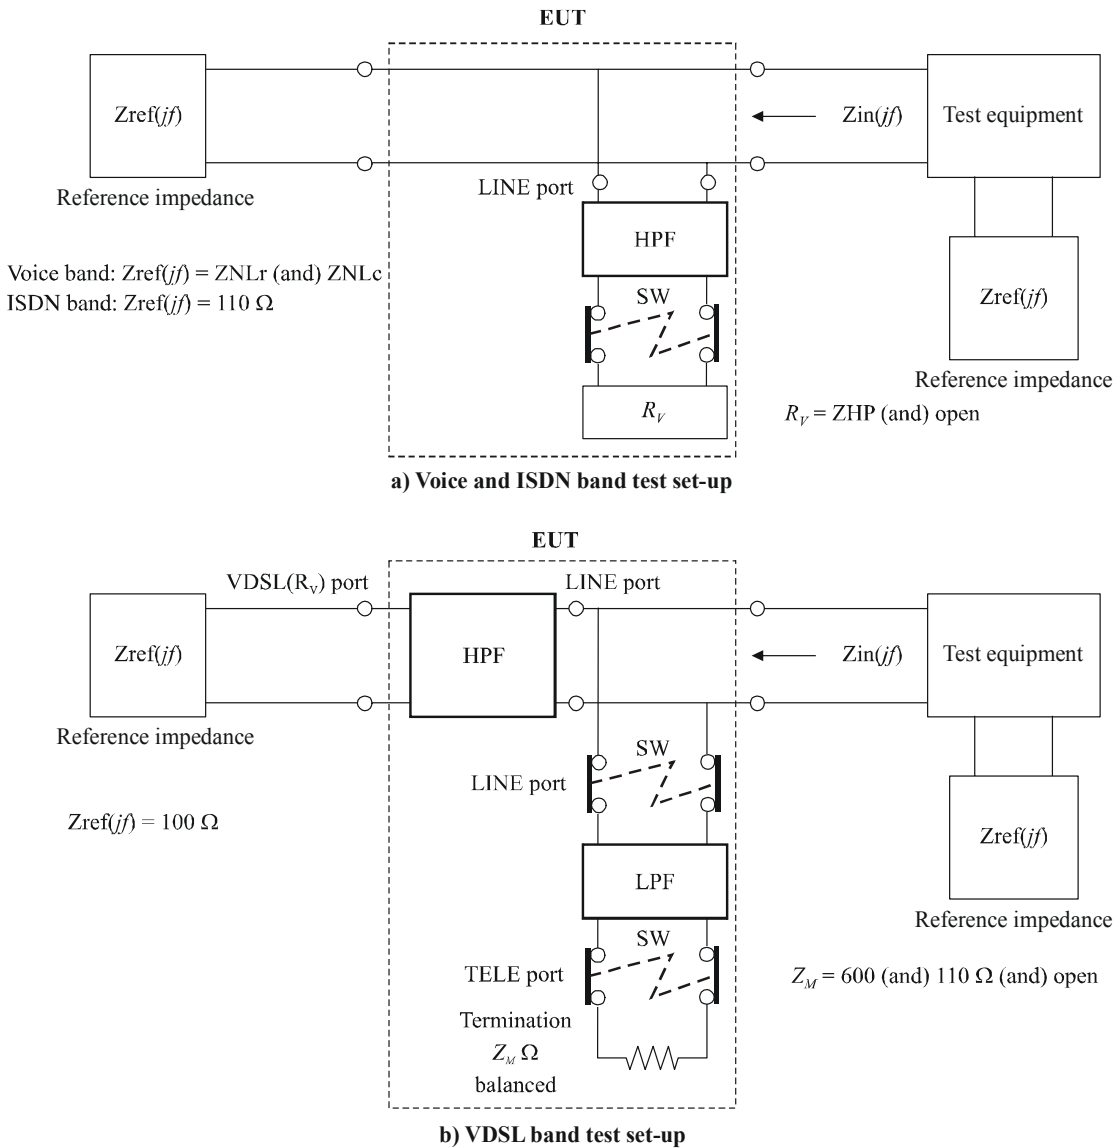 EUT
Zref(jf)
Zin(jf)
Test equipment
Reference impedance
LINE port
HPF
Voice band: Zref(jf) = ZNLr (and) ZNLc
ISDN band: Zref(jf) = 110 Ω
SW
Zref(jf)
Reference impedance
R_V
R_V = ZHP (and) open
a) Voice and ISDN band test set-up
EUT
VDSL(R_V) port
LINE port
Zref(jf)
HPF
Zin(jf)
Test equipment
Reference impedance
SW
LINE port
Zref(jf) = 100 Ω
Zref(jf)
LPF
Reference impedance
SW
TELE port
Z_M = 600 (and) 110 Ω (and) open
Termination
Z_M Ω
balanced
b) VDSL band test set-up